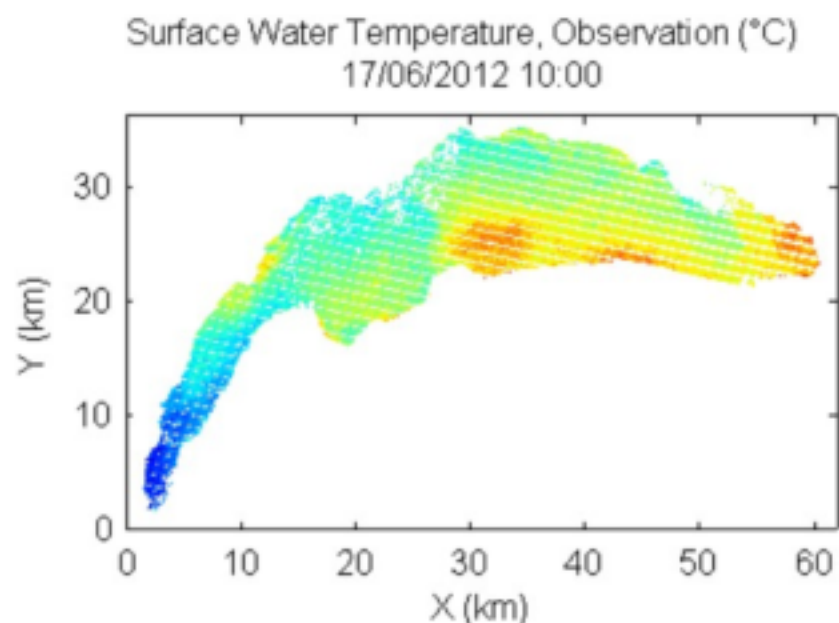 Surface Water Temperature, Observation (°C)
17/06/2012 10:00
30
20
10
0
Y (km)
0 10 20 30 40 50 60
X (km)